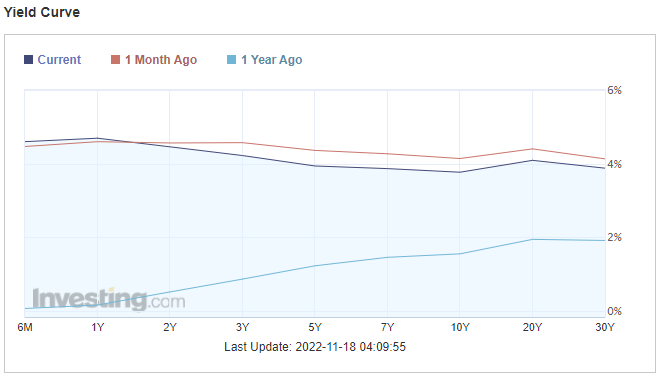 Yield Curve
Current 1 Month Ago 1 Year Ago
6%
4%
2%
0%
Investing.com
6M 1Y 2Y 3Y 5Y 7Y 10Y 20Y 30Y
Last Update: 2022-11-18 04:09:55